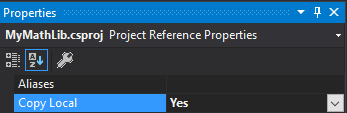 Properties
MyMathLib.csproj Project Reference Properties
Aliases
Copy Local Yes